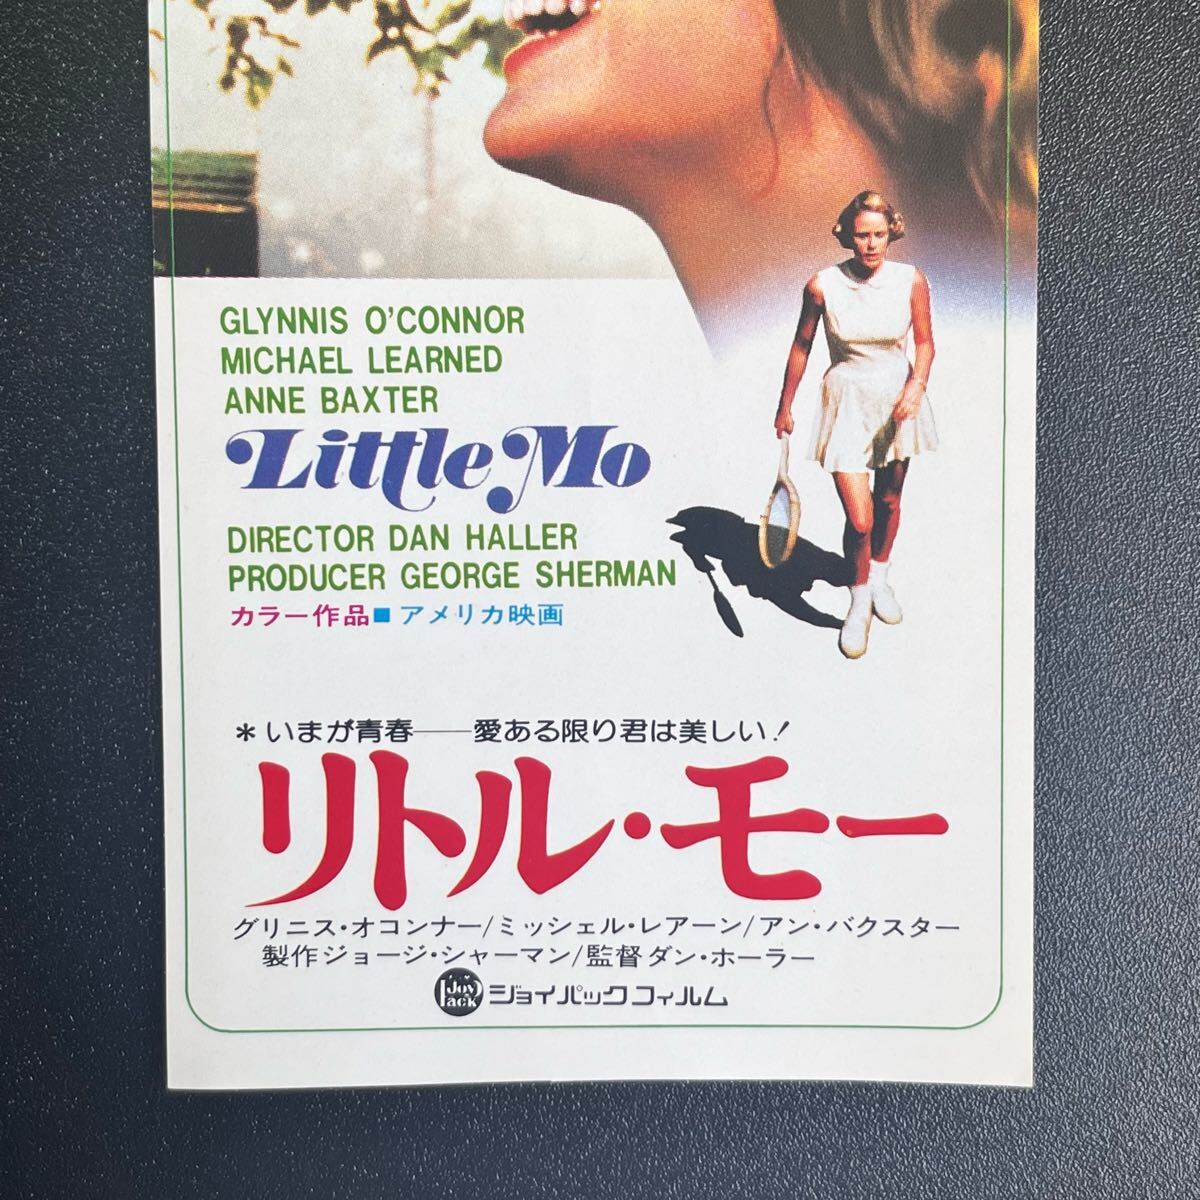 GLYNNIS O'CONNOR
MICHAEL LEARNED
ANNE BAXTER
Little Mo
DIRECTOR DAN HALLER
PRODUCER GEORGE SHERMAN
カラー作品■アメリカ映画
＊いまが青春──愛ある限り君は美しい！
リトル・モー
グリニス・オコンナー/ミッシェル・レアーン/アン・バクスター
製作ジョージ・シャーマン/監督ダン・ホーラー
Joy Pack ジョイパックフィルム